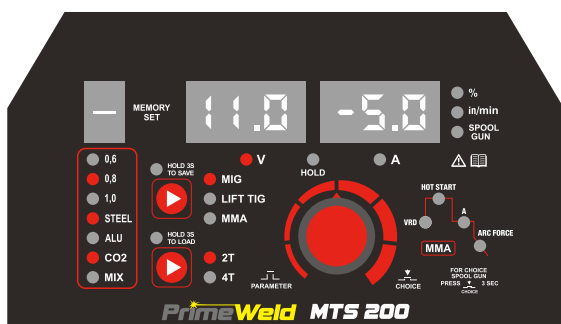 – MEMORY SET 11.0 -5.0
%
in/min
SPOOL GUN
V HOLD A
0,6
0,8
1,0
STEEL
ALU
CO2
MIX
HOLD 3S TO SAVE
HOLD 3S TO LOAD
MIG
LIFT TIG
MMA
2T
4T
PARAMETER
CHOICE
HOT START
VRD
A
ARC FORCE
MMA
FOR CHOICE
SPOOL GUN
PRESS 3 SEC
CHOICE
PrimeWeld MTS 200